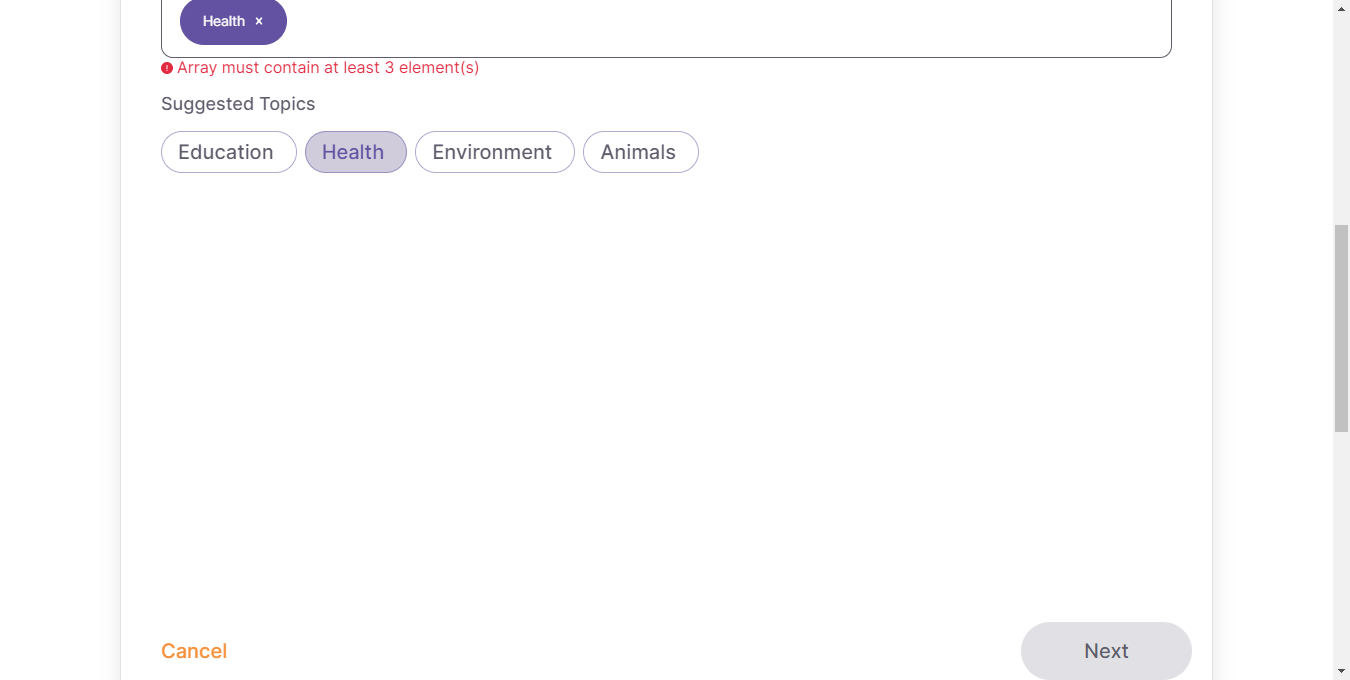 Health ×
Array must contain at least 3 element(s)
Suggested Topics
Education Health Environment Animals
Cancel Next